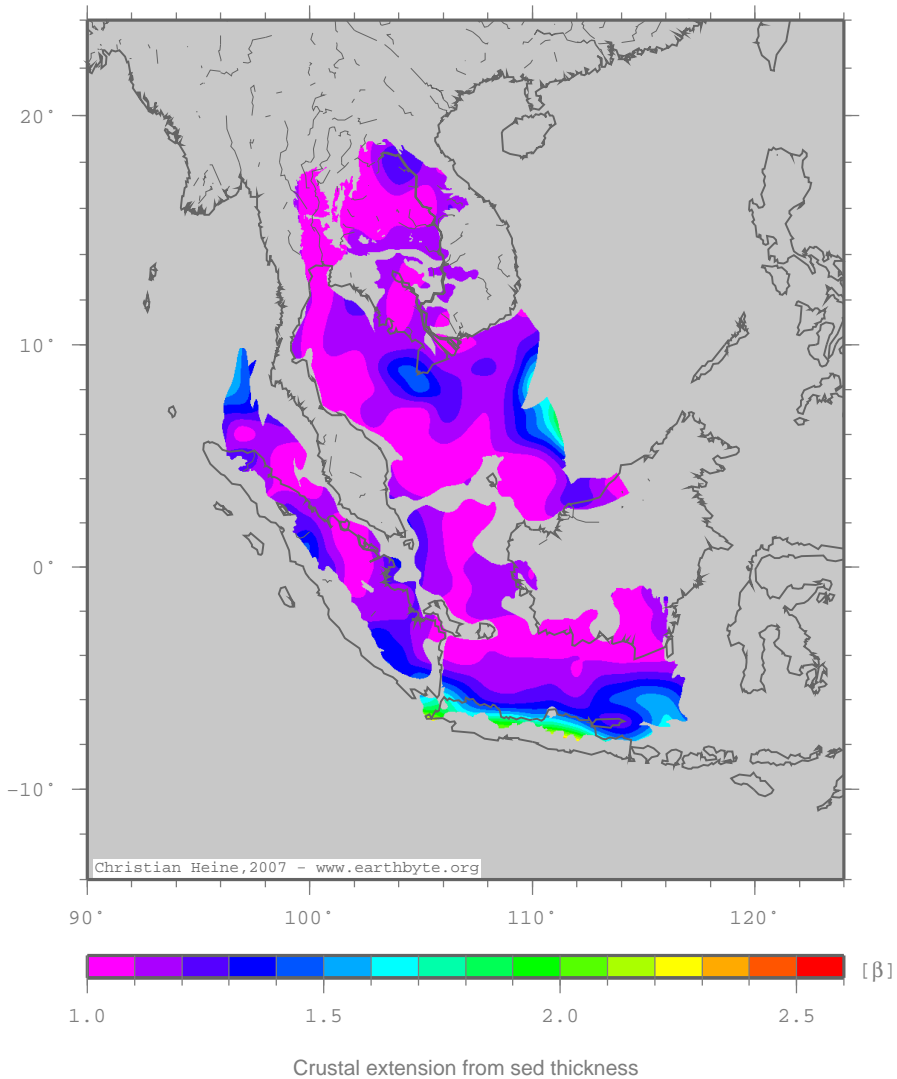 20°
10°
0°
−10°
Christian Heine,2007 − www.earthbyte.org
90° 100° 110° 120°
[β]
1.0 1.5 2.0 2.5
Crustal extension from sed thickness